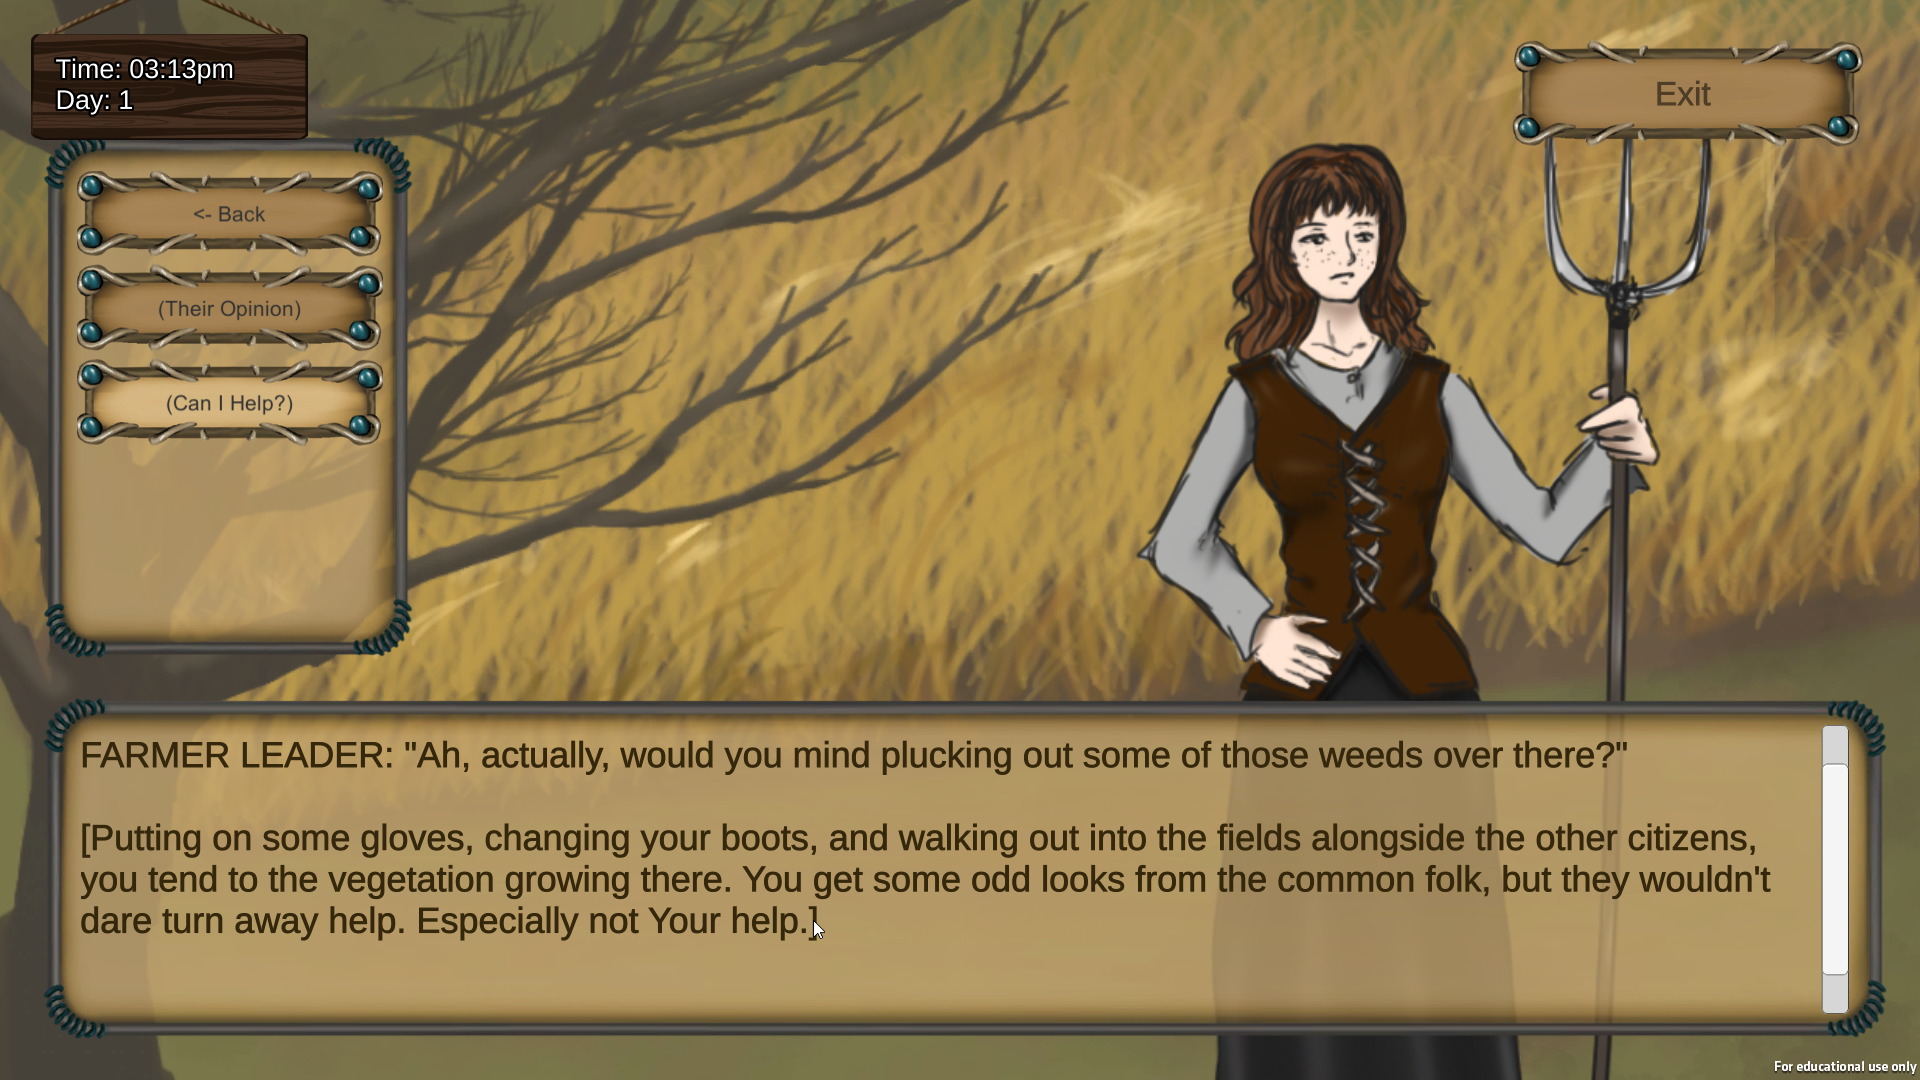 Time: 03:13pm
Day: 1
Exit
<- Back
(Their Opinion)
(Can I Help?)
FARMER LEADER: "Ah, actually, would you mind plucking out some of those weeds over there?"
[Putting on some gloves, changing your boots, and walking out into the fields alongside the other citizens,
you tend to the vegetation growing there. You get some odd looks from the common folk, but they wouldn't
dare turn away help. Especially not Your help.]
For educational use only